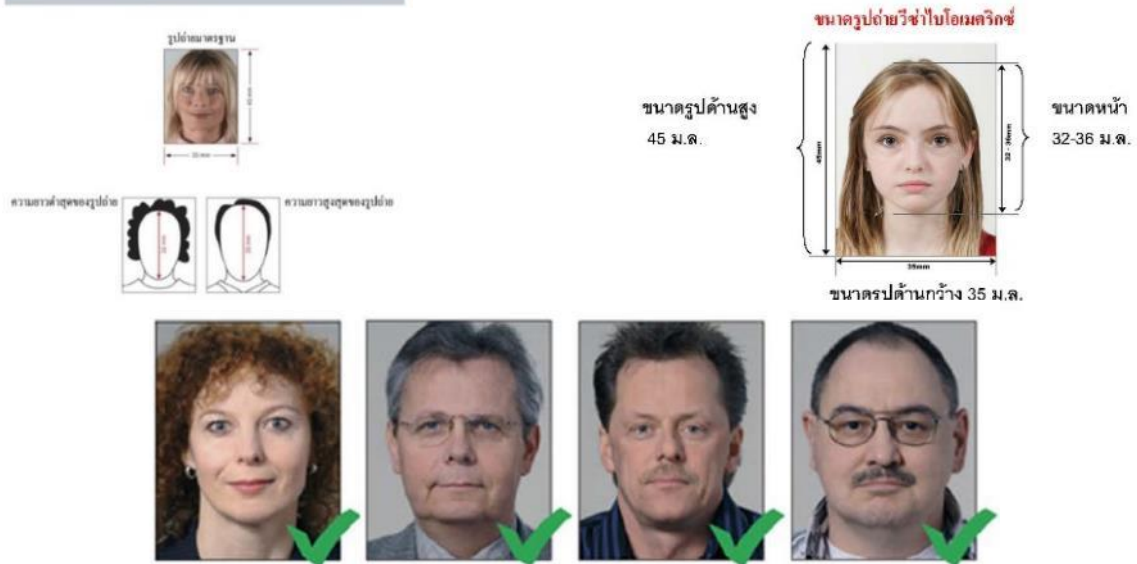 รูปถ่ายมาตรฐาน
45 mm
35 mm
ความยาวต่ำสุดของรูปถ่าย
ความยาวสูงสุดของรูปถ่าย
ขนาดรูปถ่ายวีซ่าไบโอเมตริกซ์
ขนาดรูปด้านสูง
45 ม.ล.
45mm
32 - 36mm
ขนาดหน้า
32-36 ม.ล.
35mm
ขนาดรูปด้านกว้าง 35 ม.ล.